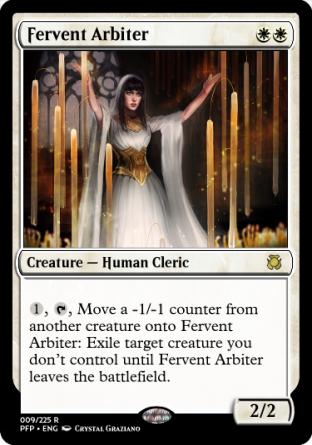 Fervent Arbiter
Creature — Human Cleric
1, T, Move a -1/-1 counter from
another creature onto Fervent
Arbiter: Exile target creature you
don't control until Fervent Arbiter
leaves the battlefield.
2/2
009/225 R
PFP • ENG Crystal Graziano